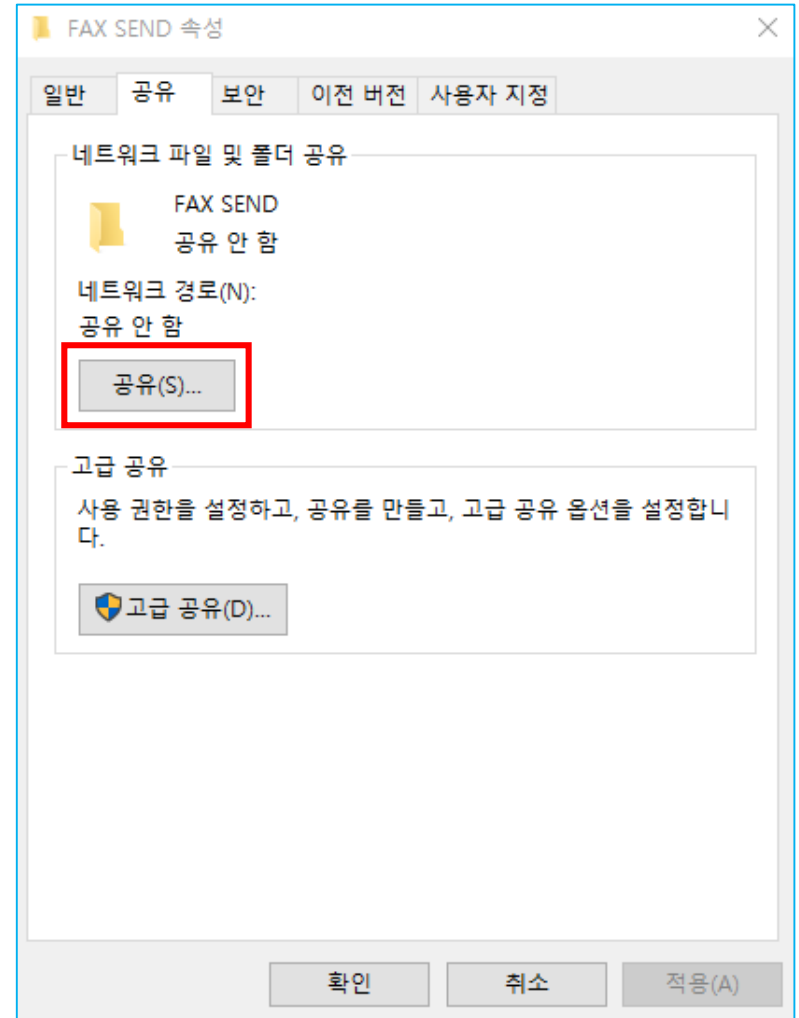 FAX SEND 속성
일반 공유 보안 이전 버전 사용자 지정
네트워크 파일 및 폴더 공유
FAX SEND
공유 안 함
네트워크 경로(N):
공유 안 함
공유(S)...
고급 공유
사용 권한을 설정하고, 공유를 만들고, 고급 공유 옵션을 설정합니
다.
고급 공유(D)...
확인 취소 적용(A)